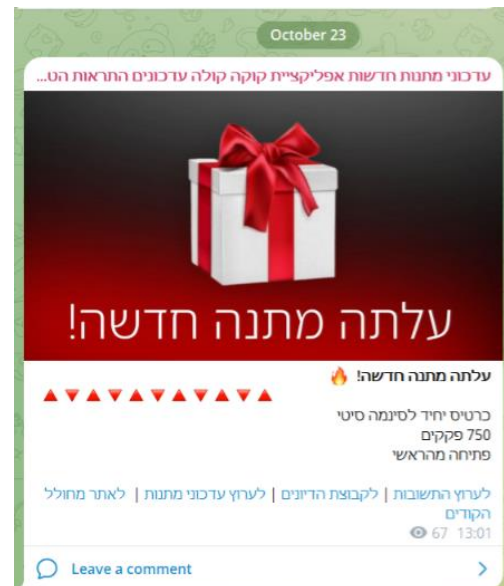 October 23
עדכוני מתנות חדשות אפליקציית קוקה קולה עדכונים התראות הט...
עלתה מתנה חדשה!
עלתה מתנה חדשה! 🔥
🔺🔻🔺🔻🔺🔻🔺🔻🔺🔻🔺
כרטיס יחיד לסינמה סיטי
750 פקקים
פתיחה מהראשי
לערוץ התשובות | לקבוצת הדיונים | לערוץ עדכוני מתנות | לאתר מחולל
הקודים
67 13:01
Leave a comment